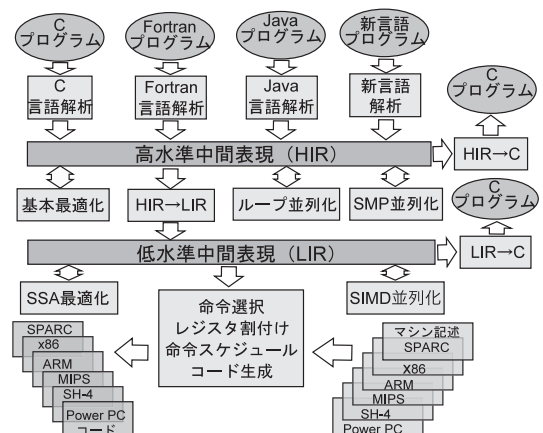 C
プログラム
Fortran
プログラム
Java
プログラム
新言語
プログラム
C
言語解析
Fortran
言語解析
Java
言語解析
新言語
解析
C
プログラム
高水準中間表現（HIR）
HIR→C
基本最適化
HIR→LIR
ループ並列化
SMP並列化
C
プログラム
低水準中間表現（LIR）
LIR→C
SSA最適化
命令選択
レジスタ割付け
命令スケジュール
コード生成
SIMD並列化
SPARC
x86
ARM
MIPS
SH-4
Power PC
コード
マシン記述
SPARC
x86
ARM
MIPS
SH-4
Power PC